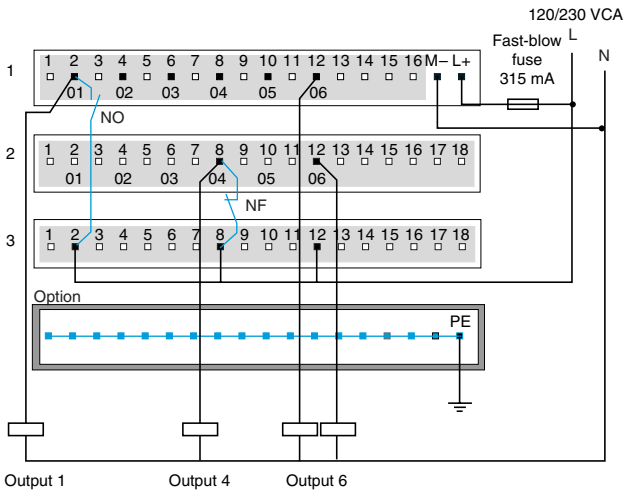 120/230 VCA
L
N
Fast-blow
fuse
315 mA
1
1 2 3 4 5 6 7 8 9 10 11 12 13 14 15 16 M– L+
01 02 03 04 05 06
NO
2
1 2 3 4 5 6 7 8 9 10 11 12 13 14 15 16 17 18
01 02 03 04 05 06
NF
3
1 2 3 4 5 6 7 8 9 10 11 12 13 14 15 16 17 18
Option
PE
Output 1 Output 4 Output 6